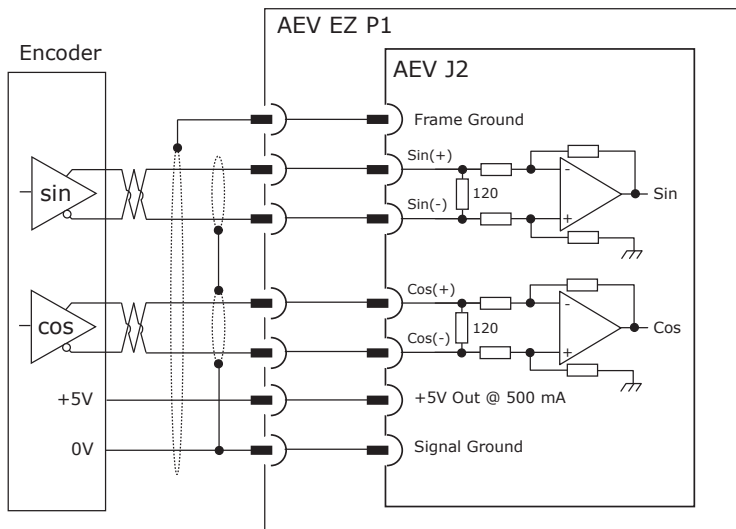 AEV EZ P1
Encoder
AEV J2
Frame Ground
Sin(+)
sin
120
-
+
Sin
Sin(-)
Cos(+)
cos
120
-
+
Cos
Cos(-)
+5V
+5V Out @ 500 mA
0V
Signal Ground